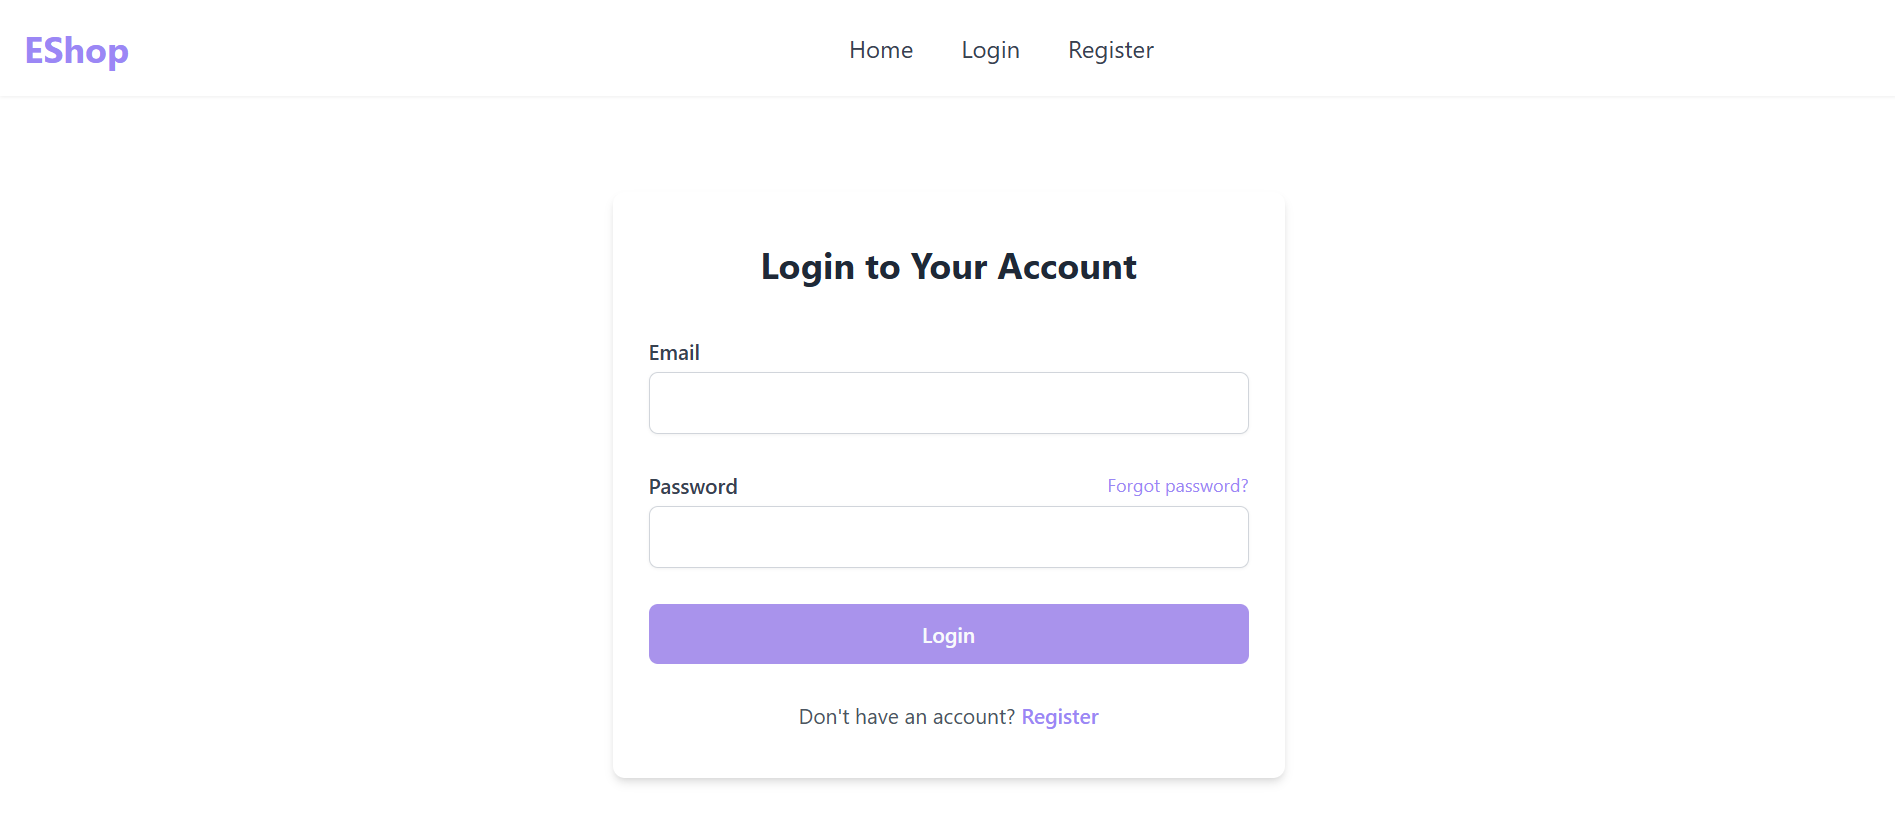 EShop
Home Login Register
Login to Your Account
Email
Password Forgot password?
Login
Don't have an account? Register